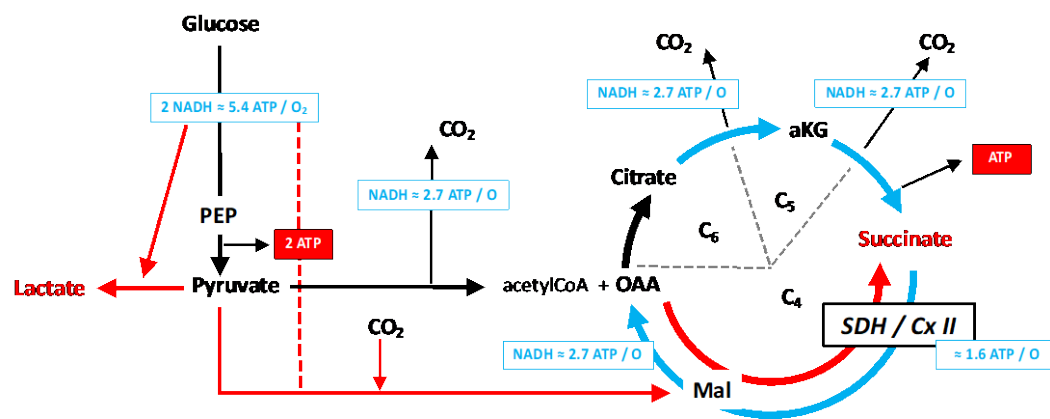 Glucose
CO₂
CO₂
2 NADH ≈ 5.4 ATP / O₂
NADH ≈ 2.7 ATP / O
NADH ≈ 2.7 ATP / O
CO₂
aKG
ATP
NADH ≈ 2.7 ATP / O
Citrate
C₅
PEP
C₆
2 ATP
Succinate
Lactate
Pyruvate
acetylCoA + OAA
C₄
CO₂
SDH / Cx II
NADH ≈ 2.7 ATP / O
≈ 1.6 ATP / O
Mal